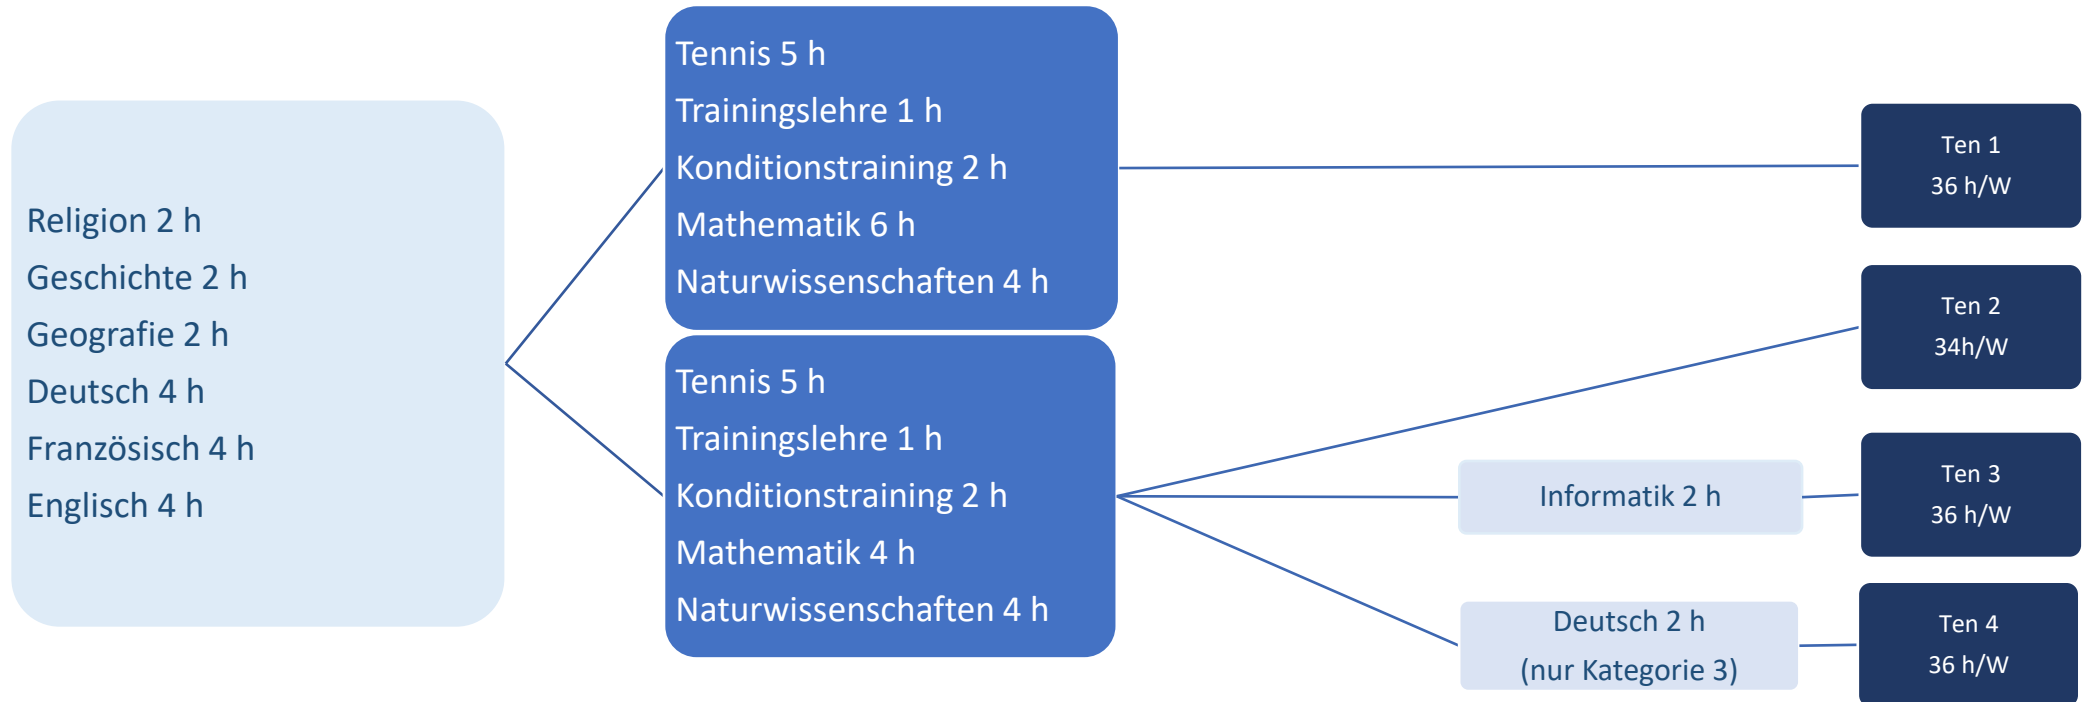 Religion 2 h
Geschichte 2 h
Geografie 2 h
Deutsch 4 h
Französisch 4 h
Englisch 4 h
Tennis 5 h
Trainingslehre 1 h
Konditionstraining 2 h
Mathematik 6 h
Naturwissenschaften 4 h
Tennis 5 h
Trainingslehre 1 h
Konditionstraining 2 h
Mathematik 4 h
Naturwissenschaften 4 h
Informatik 2 h
Deutsch 2 h
(nur Kategorie 3)
Ten 1
36 h/W
Ten 2
34h/W
Ten 3
36 h/W
Ten 4
36 h/W